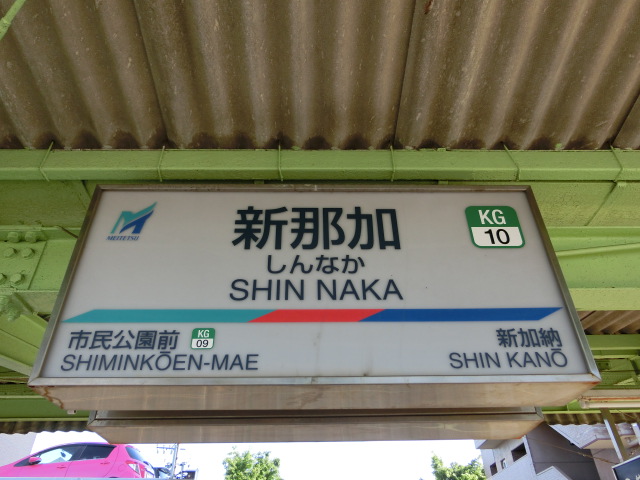 MEITETSU
新那加
しんなか
SHIN NAKA
KG
10
市民公園前
KG
09
SHIMINKŌEN-MAE
新加納
SHIN KANŌ